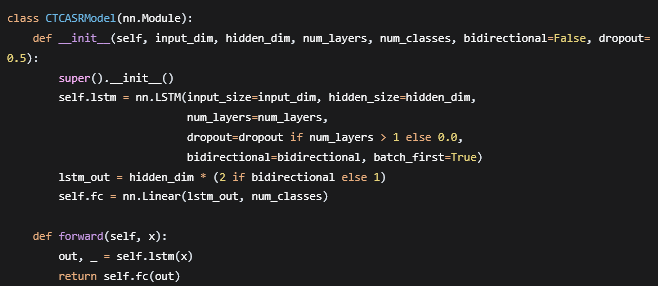 class CTCASRModel(nn.Module):
    def __init__(self, input_dim, hidden_dim, num_layers, num_classes, bidirectional=False, dropout=
0.5):
        super().__init__()
        self.lstm = nn.LSTM(input_size=input_dim, hidden_size=hidden_dim,
                            num_layers=num_layers,
                            dropout=dropout if num_layers > 1 else 0.0,
                            bidirectional=bidirectional, batch_first=True)
        lstm_out = hidden_dim * (2 if bidirectional else 1)
        self.fc = nn.Linear(lstm_out, num_classes)

    def forward(self, x):
        out, _ = self.lstm(x)
        return self.fc(out)